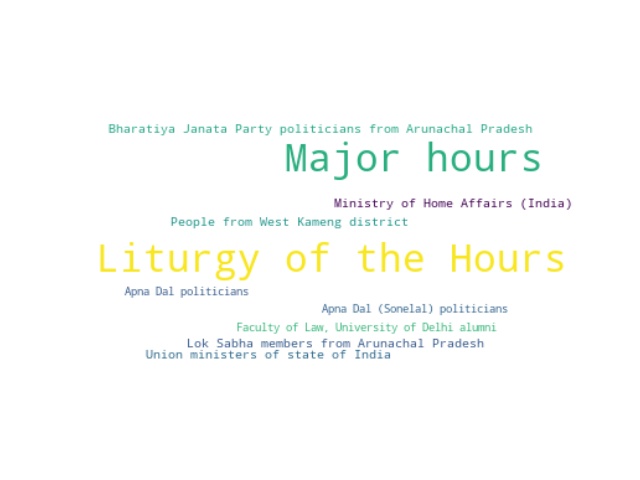 Bharatiya Janata Party politicians from Arunachal Pradesh
Major hours
Ministry of Home Affairs (India)
People from West Kameng district
Liturgy of the Hours
Apna Dal politicians
Apna Dal (Sonelal) politicians
Faculty of Law, University of Delhi alumni
Lok Sabha members from Arunachal Pradesh
Union ministers of state of India